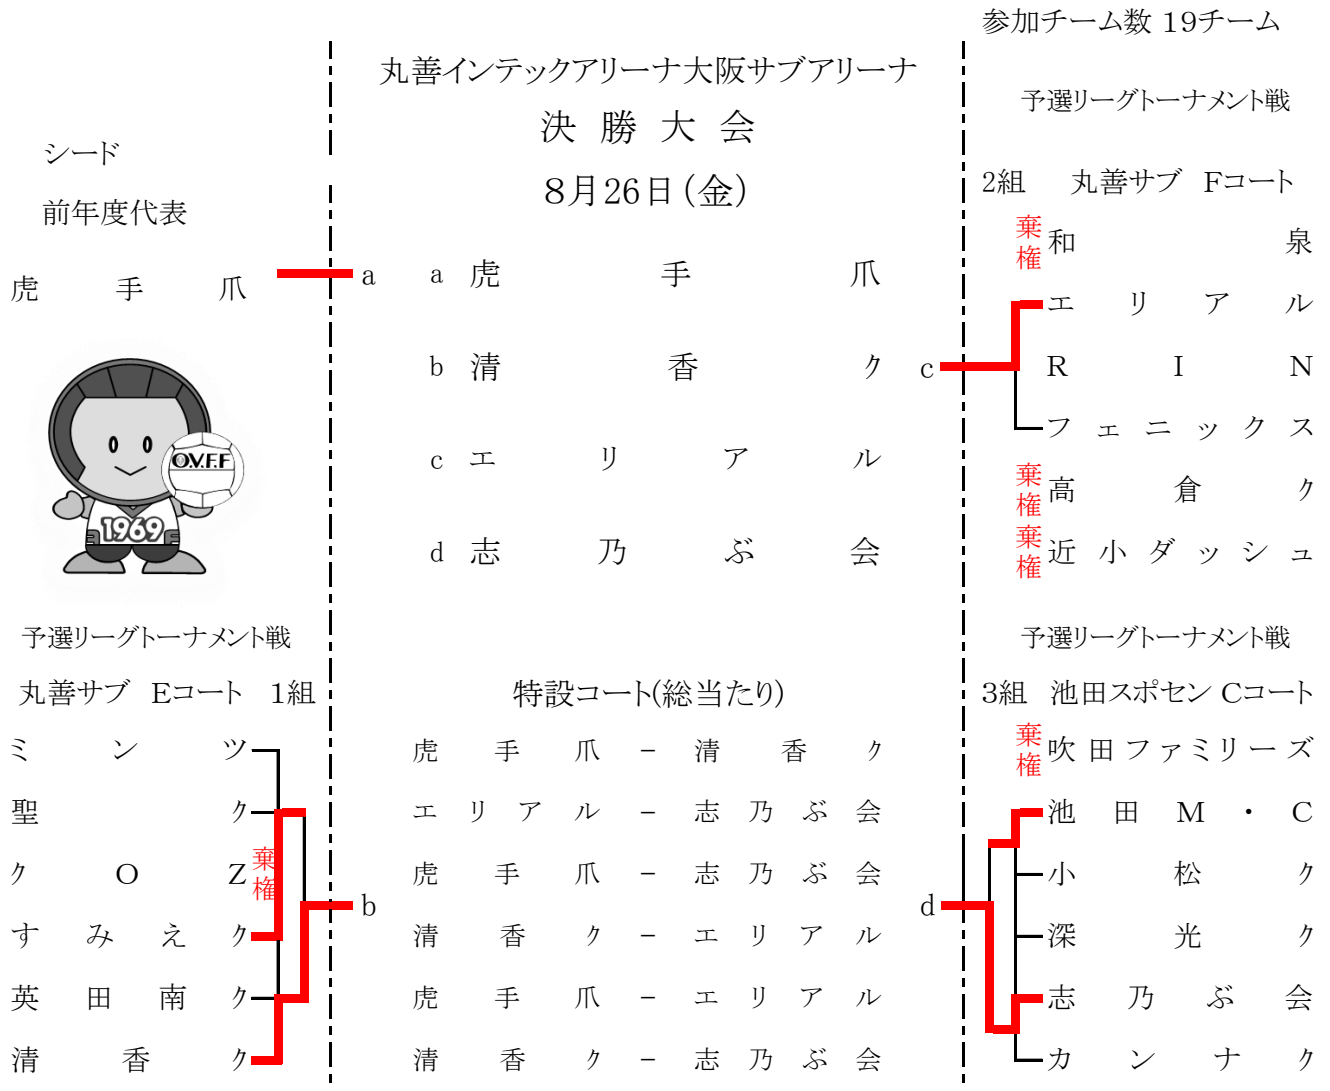 参加チーム数 19チーム
丸善インテックアリーナ大阪サブアリーナ
決勝大会
8月26日(金)
シード
前年度代表
虎手爪
a
a 虎手爪
b 清香ク
c エリアル
d 志乃ぶ会
O.V.F.F
1969
予選リーグトーナメント戦
2組 丸善サブ Fコート
棄権 和泉
エリアル
RIN
フェニックス
棄権 高倉ク
棄権 近小ダッシュ
c
予選リーグトーナメント戦
丸善サブ Eコート 1組
ミンツ
聖ク
クOZ 棄権
すみえク
英田南ク
清香ク
b
特設コート(総当たり)
虎手爪 − 清香ク
エリアル − 志乃ぶ会
虎手爪 − 志乃ぶ会
清香ク − エリアル
虎手爪 − エリアル
清香ク − 志乃ぶ会
予選リーグトーナメント戦
3組 池田スポセン Cコート
棄権 吹田ファミリーズ
池田M・C
小松ク
深光ク
志乃ぶ会
カンナク
d